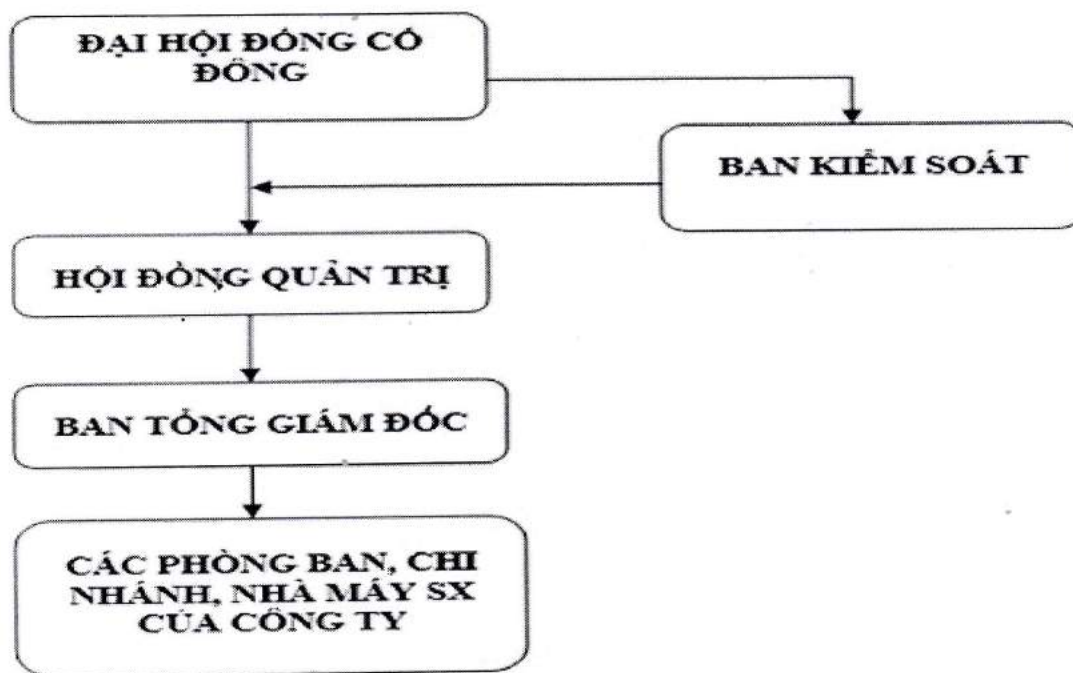 ĐẠI HỘI ĐỒNG CỔ
ĐÔNG
BAN KIỂM SOÁT
HỘI ĐỒNG QUẢN TRỊ
BAN TỔNG GIÁM ĐỐC
CÁC PHÒNG BAN, CHI
NHÁNH, NHÀ MÁY SX
CỦA CÔNG TY